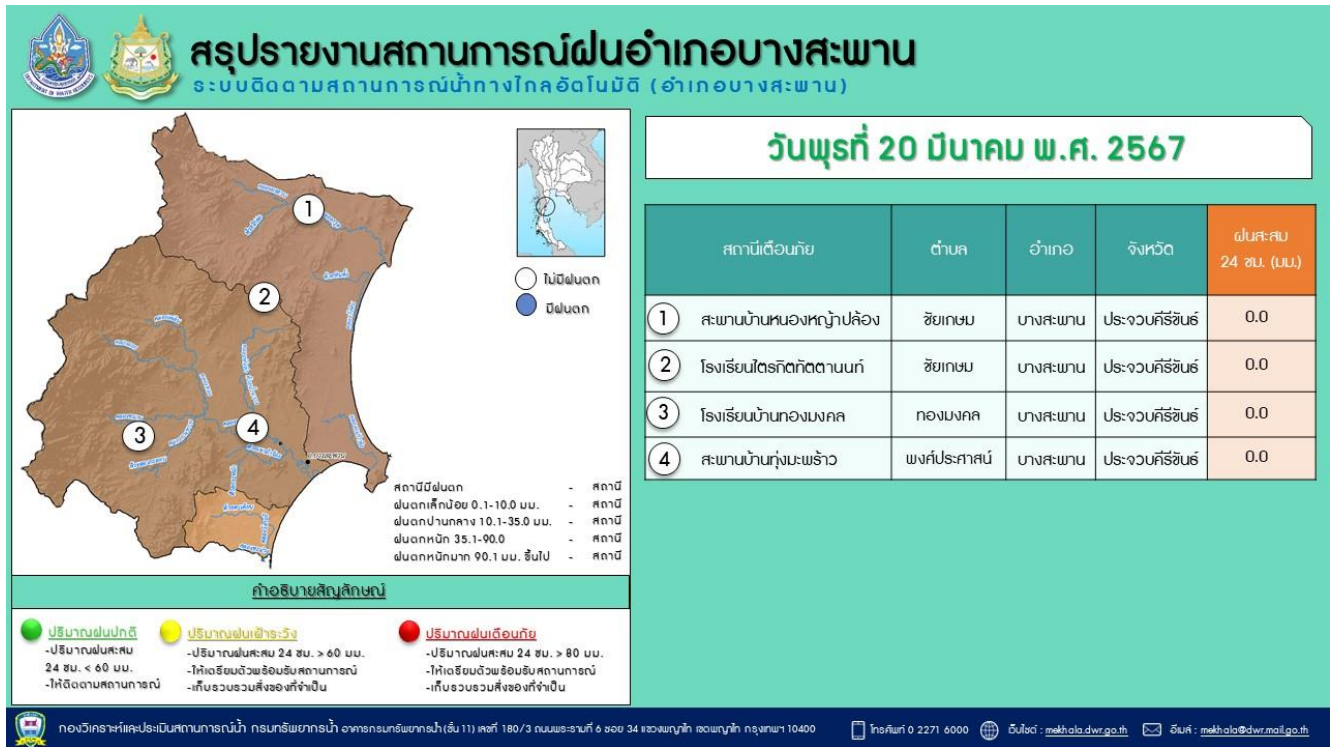 สรุปรายงานสถานการณ์ฝนอำเภอบางสะพาน
ระบบติดตามสถานการณ์น้ำทางไกลอัตโนมัติ (อำเภอบางสะพาน)
วันพุธที่ 20 มีนาคม พ.ศ. 2567
1
2
3
4
ไม่มีฝนตก
มีฝนตก
สถานีมีฝนตก - สถานี
ฝนตกเล็กน้อย 0.1-10.0 มม. - สถานี
ฝนตกปานกลาง 10.1-35.0 มม. - สถานี
ฝนตกหนัก 35.1-90.0 - สถานี
ฝนตกหนักมาก 90.1 มม. ขึ้นไป - สถานี
คำอธิบายสัญลักษณ์
ปริมาณฝนปกติ
-ปริมาณฝนสะสม
24 ชม. < 60 มม.
-ให้ติดตามสถานการณ์
ปริมาณฝนเฝ้าระวัง
-ปริมาณฝนสะสม 24 ชม. > 60 มม.
-ให้เตรียมตัวพร้อมรับสถานการณ์
-เก็บรวบรวมสิ่งของที่จำเป็น
ปริมาณฝนเตือนภัย
-ปริมาณฝนสะสม 24 ชม. > 80 มม.
-ให้เตรียมตัวพร้อมรับสถานการณ์
-เก็บรวบรวมสิ่งของที่จำเป็น
สถานีเตือนภัย ตำบล อำเภอ จังหวัด ฝนสะสม
24 ชม. (มม.)
1 สะพานบ้านหนองหญ้าปล้อง ชัยเกษม บางสะพาน ประจวบคีรีขันธ์ 0.0
2 โรงเรียนไตรกิตทัตตานนท์ ชัยเกษม บางสะพาน ประจวบคีรีขันธ์ 0.0
3 โรงเรียนบ้านทองมงคล ทองมงคล บางสะพาน ประจวบคีรีขันธ์ 0.0
4 สะพานบ้านทุ่งมะพร้าว พงศ์ประศาสน์ บางสะพาน ประจวบคีรีขันธ์ 0.0
กองวิเคราะห์และประเมินสถานการณ์น้ำ กรมทรัพยากรน้ำ อาคารกรมทรัพยากรน้ำ (ชั้น 11) เลขที่ 180/3 ถนนพระรามที่ 6 ซอย 34 แขวงพญาไท เขตพญาไท กรุงเทพฯ 10400 โทรศัพท์ 0 2271 6000 เว็บไซต์ : mekhala.dwr.go.th อีเมล์ : mekhala@dwr.mail.go.th